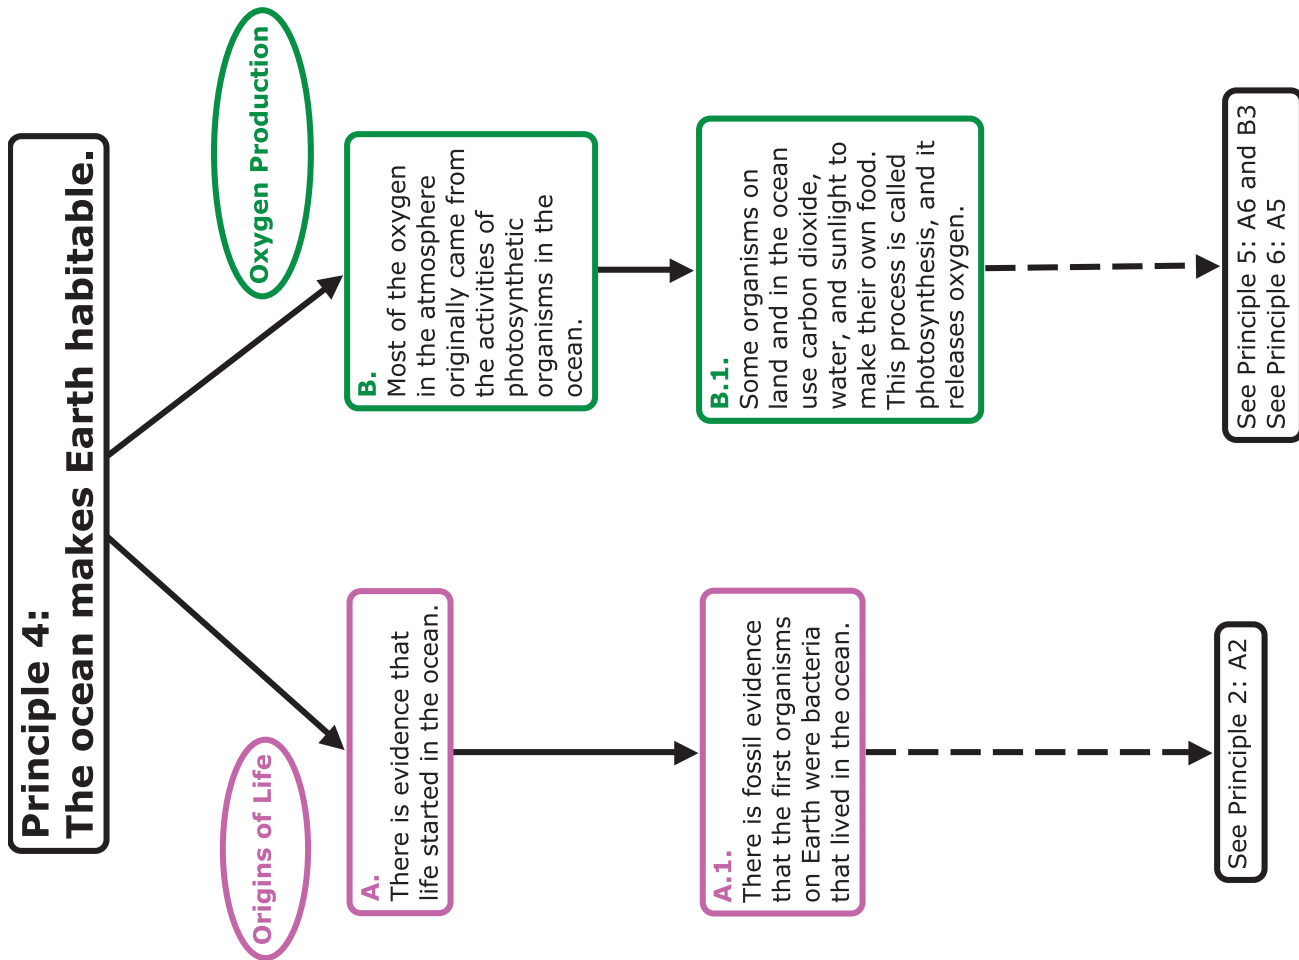 Principle 4:
The ocean makes Earth habitable.
Origins of Life
A.
There is evidence that
life started in the ocean.
A.1.
There is fossil evidence
that the first organisms
on Earth were bacteria
that lived in the ocean.
See Principle 2: A2
Oxygen Production
B.
Most of the oxygen
in the atmosphere
originally came from
the activities of
photosynthetic
organisms in the
ocean.
B.1.
Some organisms on
land and in the ocean
use carbon dioxide,
water, and sunlight to
make their own food.
This process is called
photosynthesis, and it
releases oxygen.
See Principle 5: A6 and B3
See Principle 6: A5